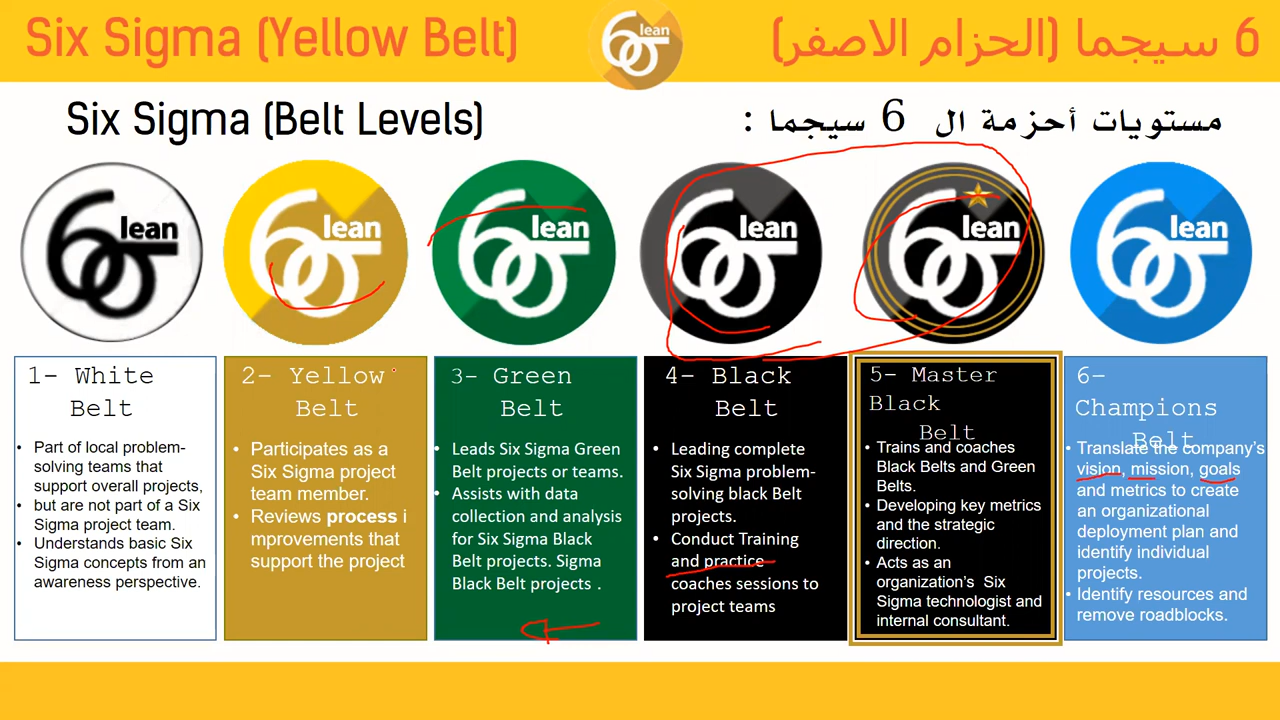 Six Sigma (Yellow Belt)
6σ lean
6 سيجما (الحزام الاصفر)
Six Sigma (Belt Levels)
مستويات أحزمة ال 6 سيجما :
6σ lean
6σ lean
6σ lean
6σ lean
6σ lean
6σ lean
1- White
Belt
• Part of local problem-
solving teams that
support overall projects,
• but are not part of a Six
Sigma project team.
• Understands basic Six
Sigma concepts from an
awareness perspective.
2- Yellow
Belt
• Participates as a
Six Sigma project
team member.
• Reviews process i
mprovements that
support the project
3- Green
Belt
• Leads Six Sigma Green
Belt projects or teams.
• Assists with data
collection and analysis
for Six Sigma Black
Belt projects. Sigma
Black Belt projects .
4- Black
Belt
• Leading complete
Six Sigma problem-
solving black Belt
projects.
• Conduct Training
and practice
coaches sessions to
project teams
5- Master
Black
Belt
• Trains and coaches
Black Belts and Green
Belts.
• Developing key metrics
and the strategic
direction.
• Acts as an
organization’s Six
Sigma technologist and
internal consultant.
6-
Champions
Belt
• Translate the company’s
vision, mission, goals
and metrics to create
an organizational
deployment plan and
identify individual
projects.
• Identify resources and
remove roadblocks.